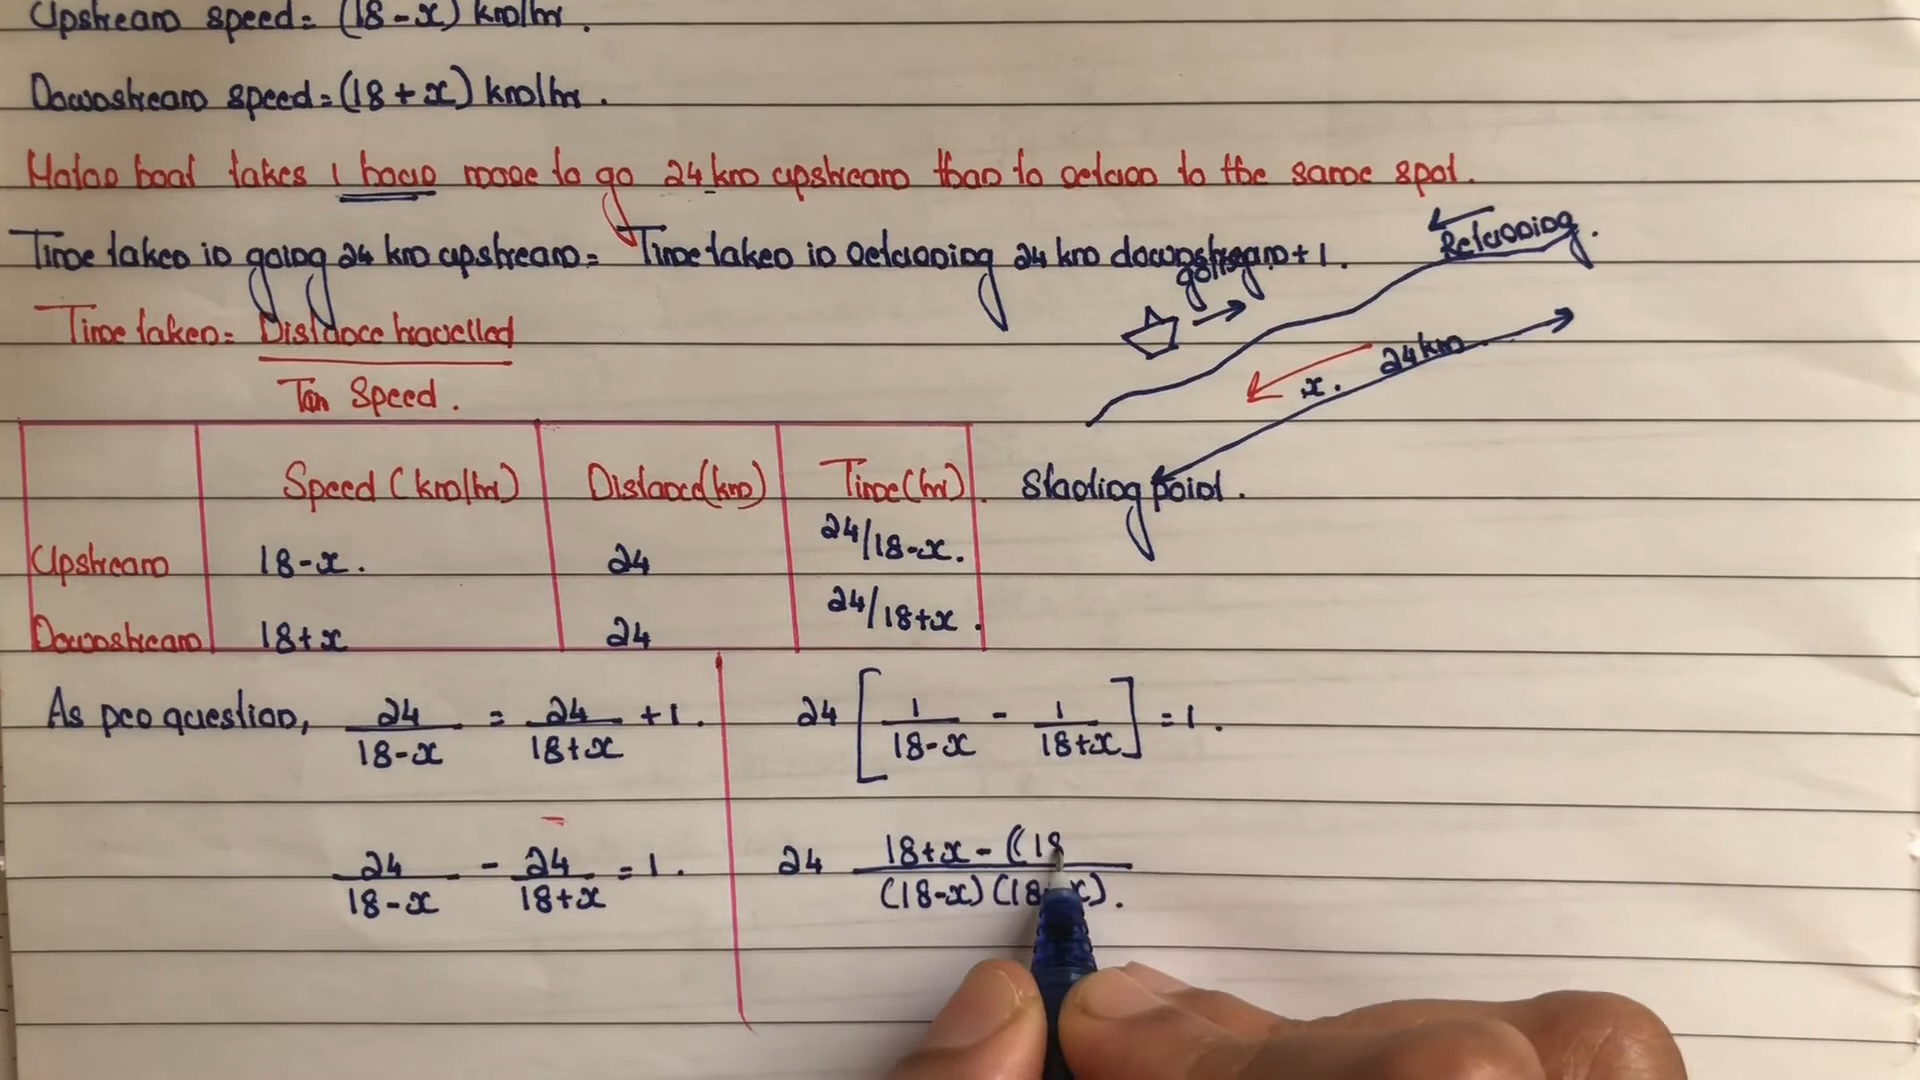 Upstream speed = (18 - x) km/hr.
Downstream speed = (18 + x) km/hr.
Motor boat takes 1 hour more to go 24 km upstream than to return to the same spot.
Time taken in going 24 km upstream = Time taken in returning 24 km downstream + 1.
Returning.
going.
Time taken = Distance travelled
Speed.
x. 24 km
Speed (km/hr) Distance (km) Time (hr).
Starting point.
Upstream 18-x. 24 24/18-x.
Downstream 18+x 24 24/18+x.
As per question, 24/18-x = 24/18+x + 1.
24/18-x - 24/18+x = 1.
24 [1/18-x - 1/18+x] = 1.
24 18+x - (18
(18-x)(18 x).